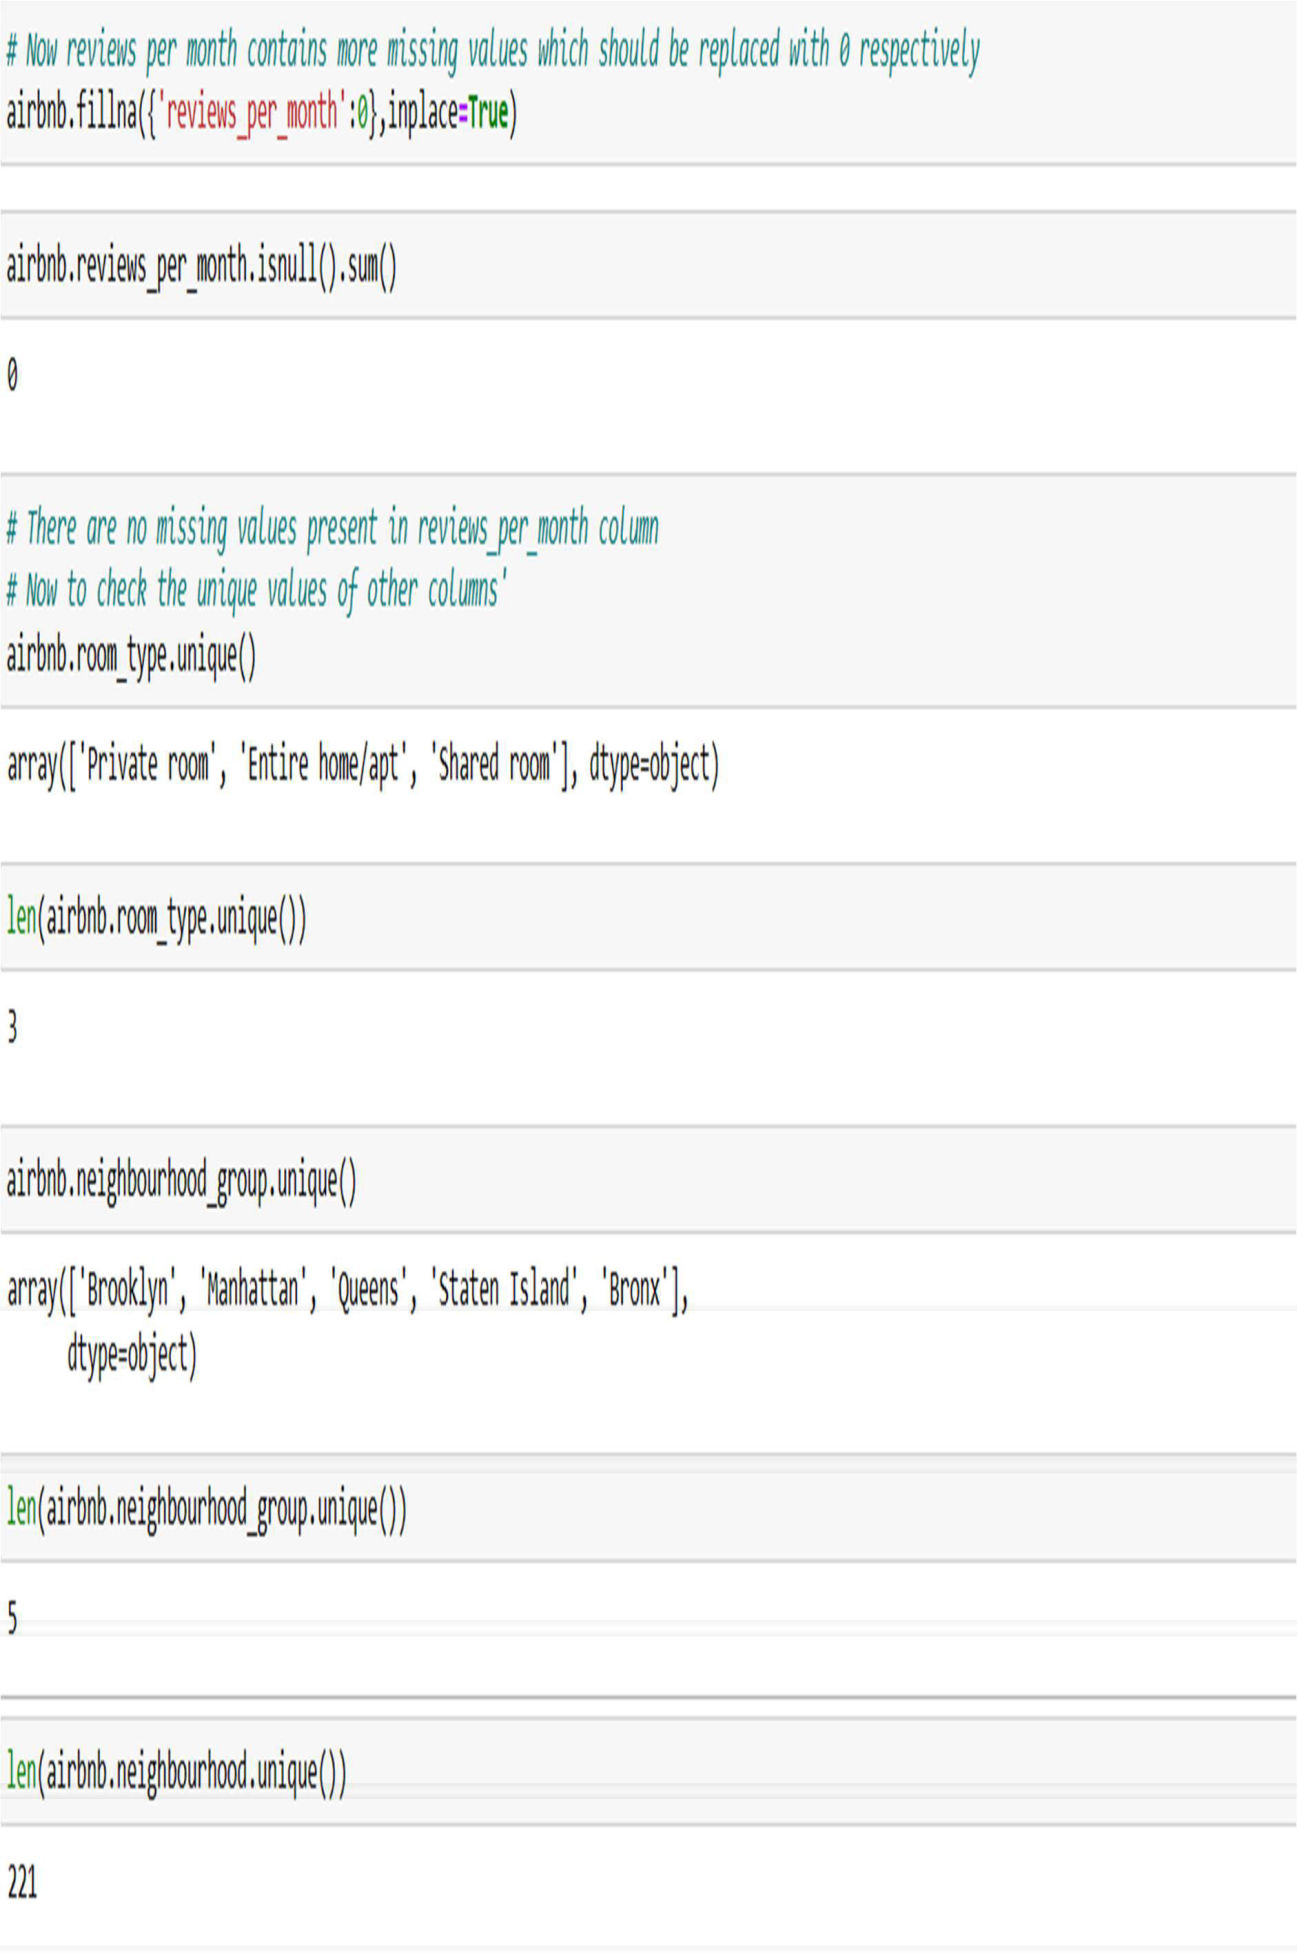 # Now reviews per month contains more missing values which should be replaced with 0 respectively
airbnb.fillna({'reviews_per_month':0},inplace=True)
airbnb.reviews_per_month.isnull().sum()
0
# There are no missing values present in reviews_per_month column
# Now to check the unique values of other columns'
airbnb.room_type.unique()
array(['Private room', 'Entire home/apt', 'Shared room'], dtype=object)
len(airbnb.room_type.unique())
3
airbnb.neighbourhood_group.unique()
array(['Brooklyn', 'Manhattan', 'Queens', 'Staten Island', 'Bronx'],
dtype=object)
len(airbnb.neighbourhood_group.unique())
5
len(airbnb.neighbourhood.unique())
221